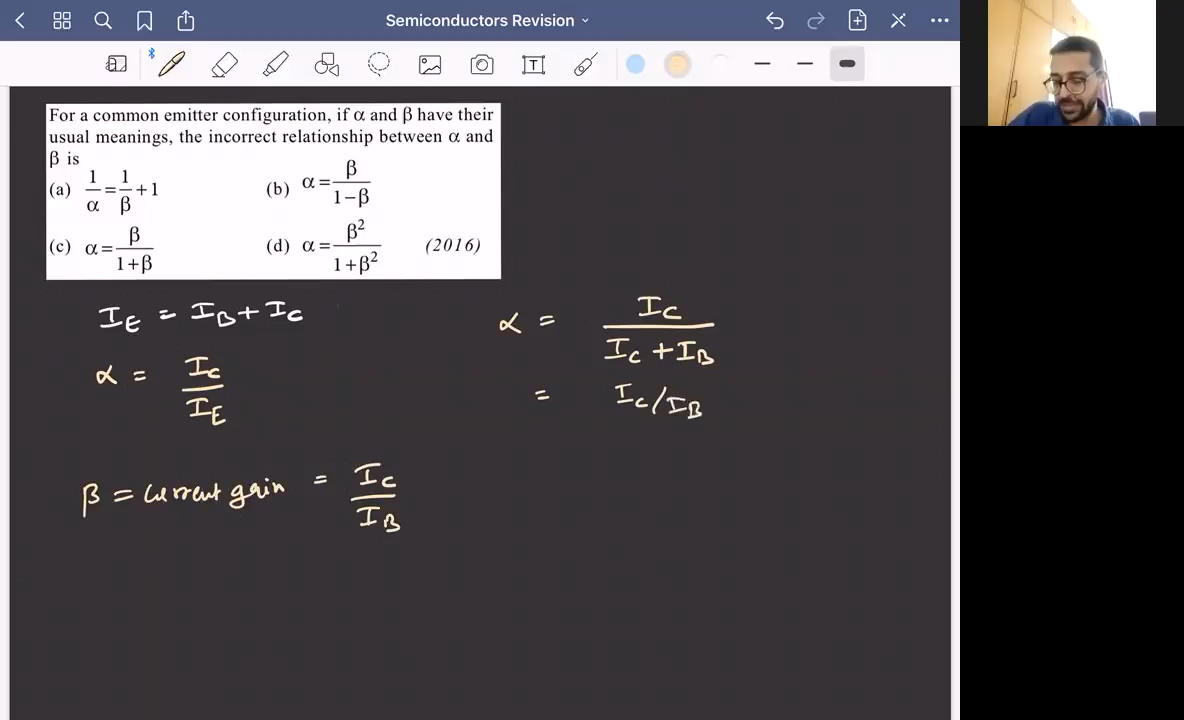 Semiconductors Revision
For a common emitter configuration, if α and β have their
usual meanings, the incorrect relationship between α and
β is
(a) 1/α = 1/β + 1 (b) α = β/(1−β)
(c) α = β/(1+β) (d) α = β²/(1+β²) (2016)
I_E = I_B + I_C
α = I_C/I_E
β = current gain = I_C/I_B
α = I_C/(I_C + I_B)
= I_C/I_B